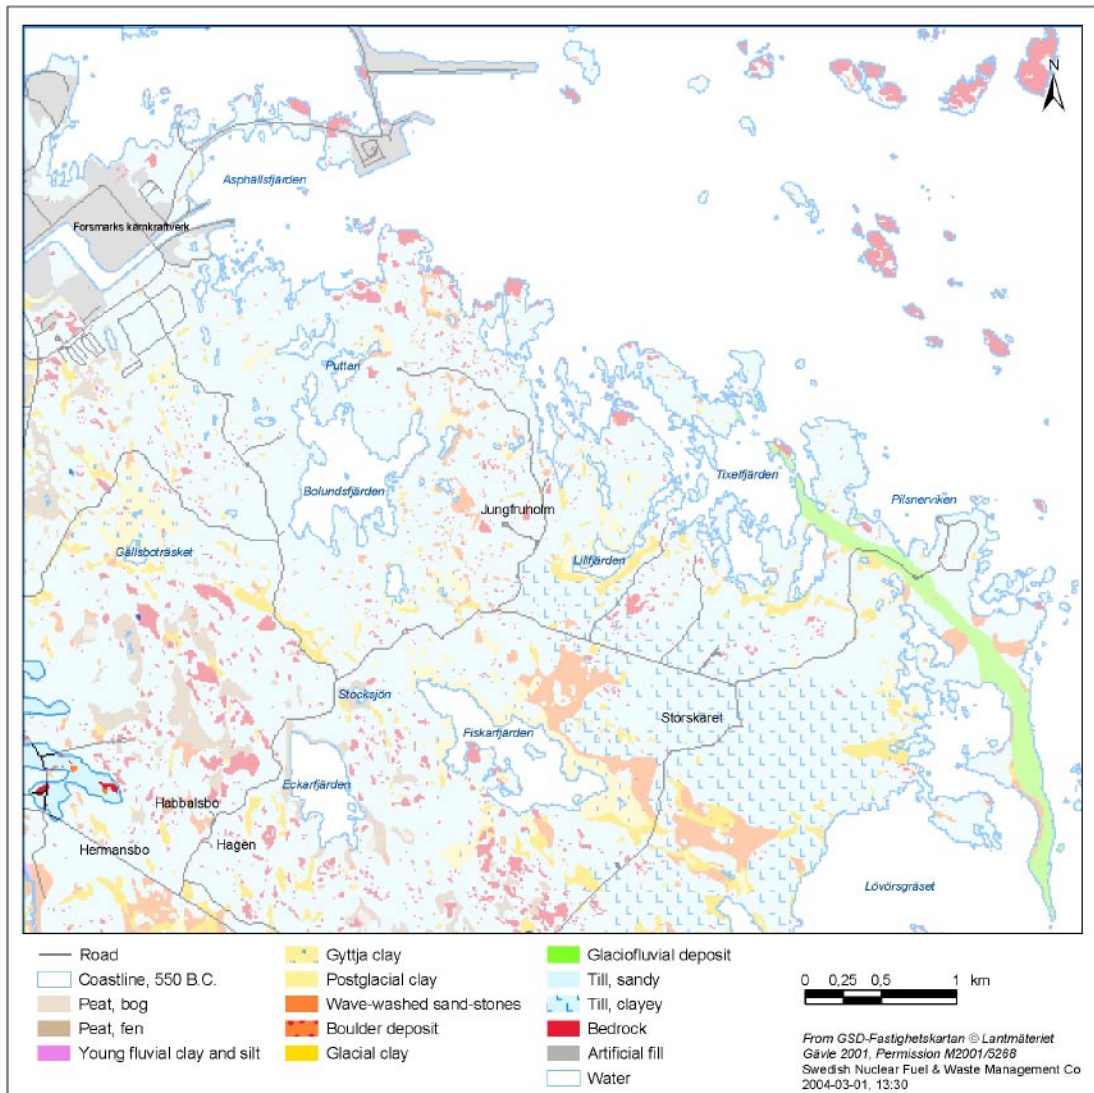 N
Asphällsfjärden
Forsmarks kärnkraftverk
Puttan
Bolundsfjärden
Tixelfjärden
Pilsnerviken
Jungfruholm
Gällsboträsket
Lillfjärden
Stocksjön
Storskäret
Fiskarfjärden
Eckarfjärden
Habbalsbo
Hagen
Hermansbo
Lövörsgräset
Road
Coastline, 550 B.C.
Peat, bog
Peat, fen
Young fluvial clay and silt
Gyttja clay
Postglacial clay
Wave-washed sand-stones
Boulder deposit
Glacial clay
Glaciofluvial deposit
Till, sandy
Till, clayey
Bedrock
Artificial fill
Water
0 0,25 0,5 1 km
From GSD-Fastighetskartan © Lantmäteriet
Gävle 2001, Permission M2001/5268
Swedish Nuclear Fuel & Waste Management Co
2004-03-01, 13:30